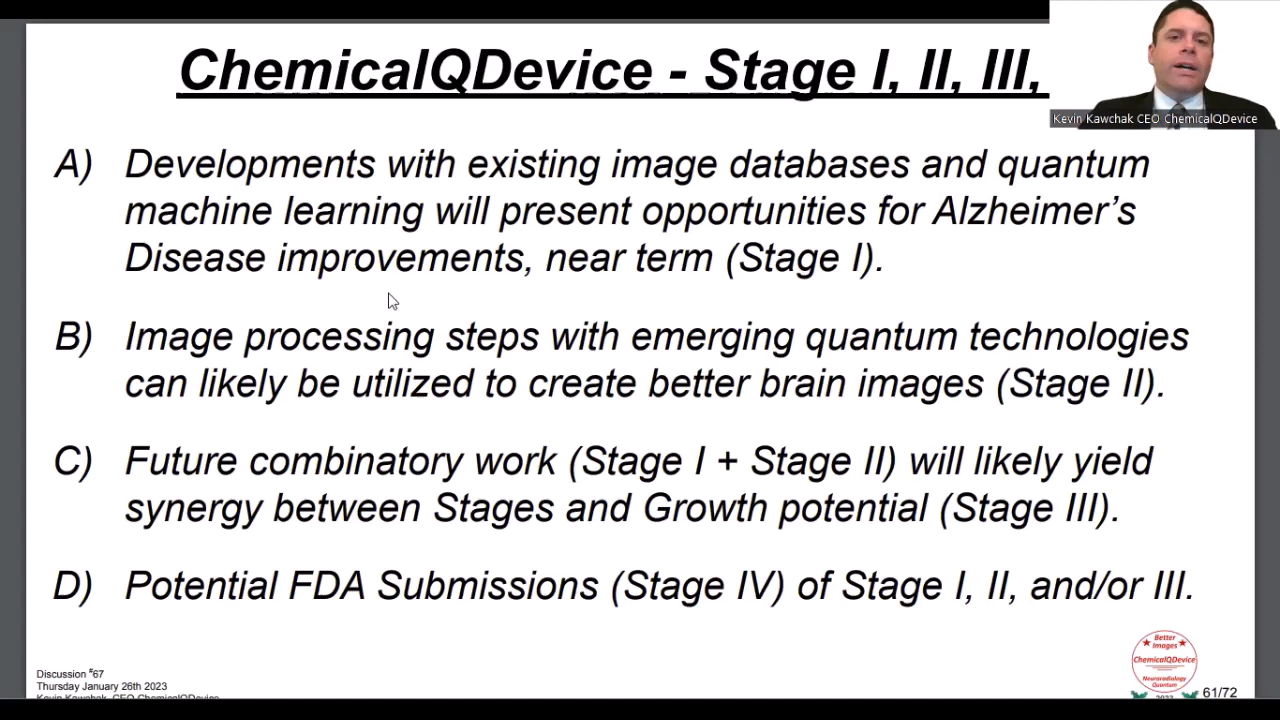 ChemicalQDevice - Stage I, II, III,
Kevin Kawchak CEO ChemicalQDevice
A) Developments with existing image databases and quantum
machine learning will present opportunities for Alzheimer's
Disease improvements, near term (Stage I).
B) Image processing steps with emerging quantum technologies
can likely be utilized to create better brain images (Stage II).
C) Future combinatory work (Stage I + Stage II) will likely yield
synergy between Stages and Growth potential (Stage III).
D) Potential FDA Submissions (Stage IV) of Stage I, II, and/or III.
Discussion #67
Thursday January 26th 2023
Kevin Kawchak, CEO ChemicalQDevice
Better
Images
ChemicalQDevice
Neuroradiology
Quantum
2023
61/72